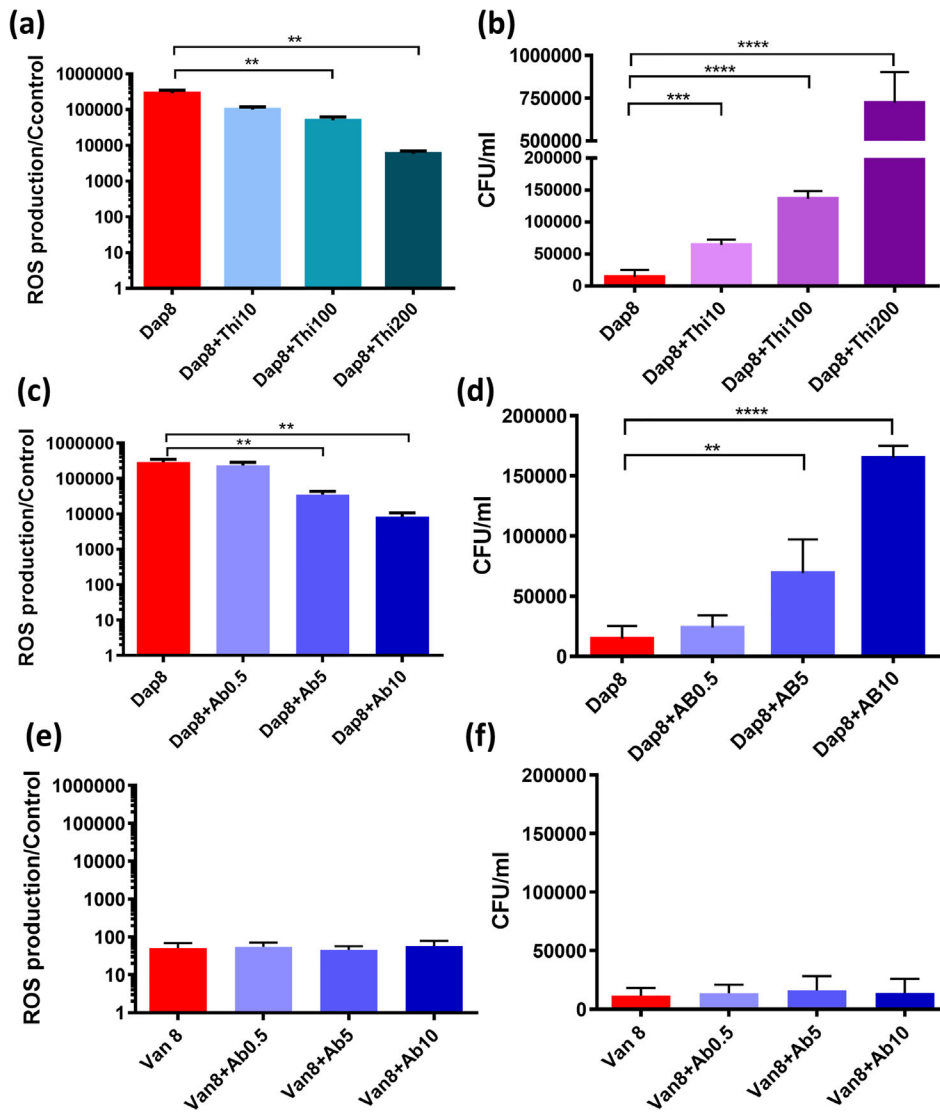 (a)
**
**
ROS production/Ccontrol
1000000
100000
10000
1000
100
10
1
Dap8
Dap8+Thi10
Dap8+Thi100
Dap8+Thi200
(b)
****
****
***
CFU/ml
1000000
750000
500000
200000
150000
100000
50000
0
Dap8
Dap8+Thi10
Dap8+Thi100
Dap8+Thi200
(c)
**
**
ROS production/Control
1000000
100000
10000
1000
100
10
1
Dap8
Dap8+Ab0.5
Dap8+Ab5
Dap8+Ab10
(d)
****
**
CFU/ml
200000
150000
100000
50000
0
Dap8
Dap8+AB0.5
Dap8+AB5
Dap8+AB10
(e)
ROS production/Control
1000000
100000
10000
1000
100
10
1
Van 8
Van8+Ab0.5
Van8+Ab5
Van8+Ab10
(f)
CFU/ml
200000
150000
100000
50000
0
Van 8
Van8+Ab0.5
Van8+Ab5
Van8+Ab10